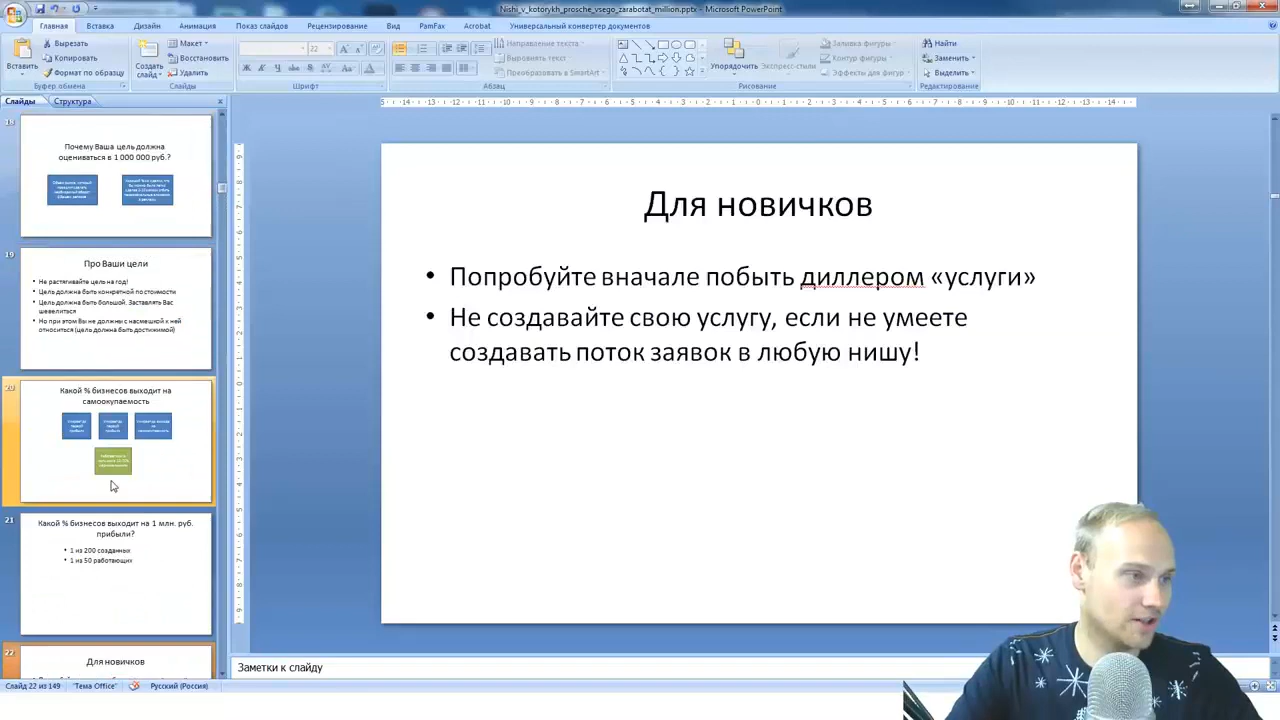 Nishi_v_kotorykh_prosche_vsego_zarabotat_million.pptx - Microsoft PowerPoint
Главная Вставка Дизайн Анимация Показ слайдов Рецензирование Вид PamFax Acrobat Универсальный конвертер документов
Вырезать
Копировать
Формат по образцу
Вставить
Буфер обмена
Создать слайд
Макет
Восстановить
Удалить
Слайды
22
Шрифт
Направление текста
Выровнять текст
Преобразовать в SmartArt
Абзац
Упорядочить
Экспресс-стили
Заливка фигуры
Контур фигуры
Эффекты для фигур
Рисование
Найти
Заменить
Выделить
Редактирование
Слайды Структура
Почему Ваша цель должна
оцениваться в 1 000 000 руб.?
19
Про Ваши цели
• Не растягивайте цель на год!
• Цель должна быть конкретной по стоимости
• Цель должна быть большой. Заставлять Вас
шевелиться
• Но при этом Вы не должны с насмешкой к ней
относится (цель должна быть достижимой)
20
Какой % бизнесов выходит на
самоокупаемость
21
Какой % бизнесов выходит на 1 млн. руб.
прибыли?
• 1 из 200 созданных
• 1 из 50 работающих
22
Для новичков
Для новичков
• Попробуйте вначале побыть диллером «услуги»
• Не создавайте свою услугу, если не умеете
создавать поток заявок в любую нишу!
Заметки к слайду
Слайд 22 из 149 "Тема Office" Русский (Россия)